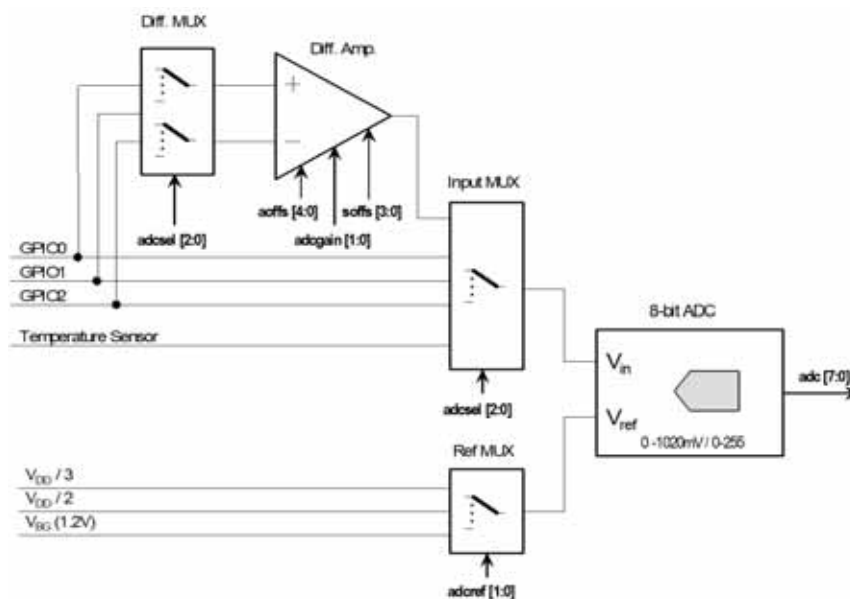 Diff. MUX
Diff. Amp.
+
−
aoffs [4:0]
soffs [3:0]
adcgain [1:0]
adcsel [2:0]
Input MUX
GPIO0
GPIO1
GPIO2
Temperature Sensor
adcsel [2:0]
8-bit ADC
Vin
Vref
0 -1020mV / 0-255
adc [7:0]
Ref MUX
VDD / 3
VDD / 2
VBG (1.2V)
adcref [1:0]